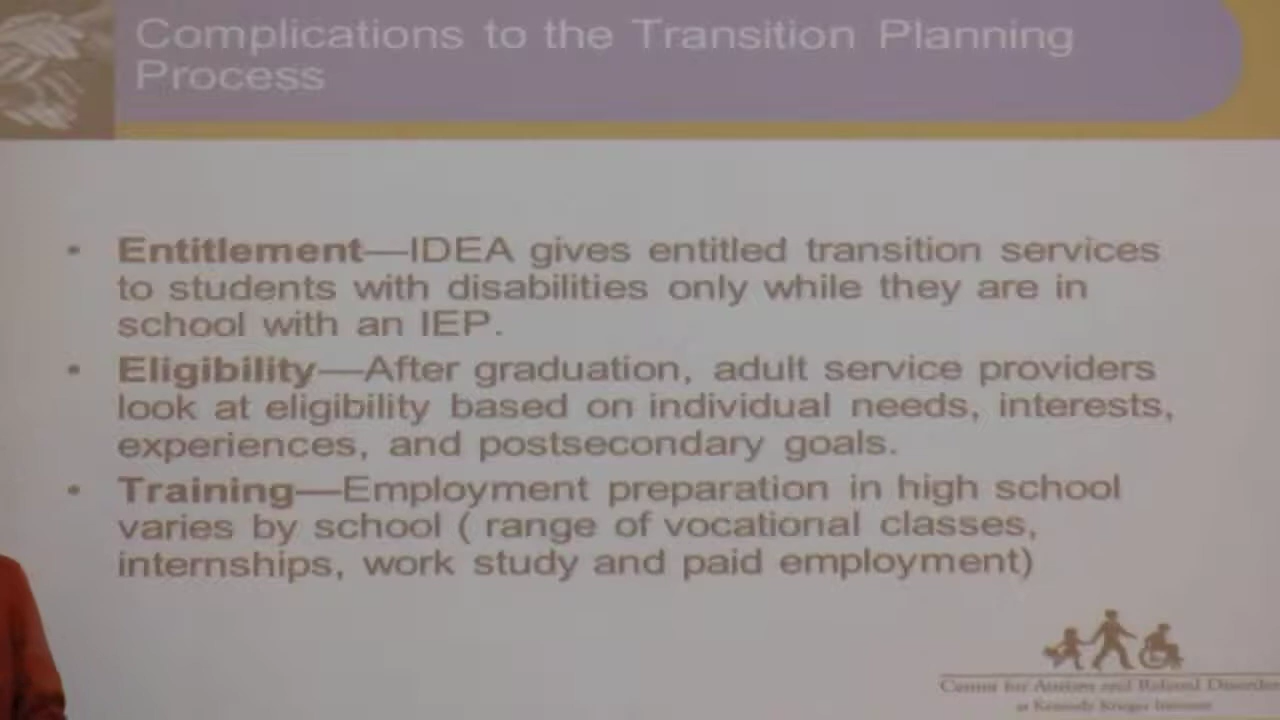 Complications to the Transition Planning
Process
• Entitlement—IDEA gives entitled transition services
to students with disabilities only while they are in
school with an IEP.
• Eligibility—After graduation, adult service providers
look at eligibility based on individual needs, interests,
experiences, and postsecondary goals.
• Training—Employment preparation in high school
varies by school ( range of vocational classes,
internships, work study and paid employment)
Center for Autism and Related Disorders
at Kennedy Krieger Institute